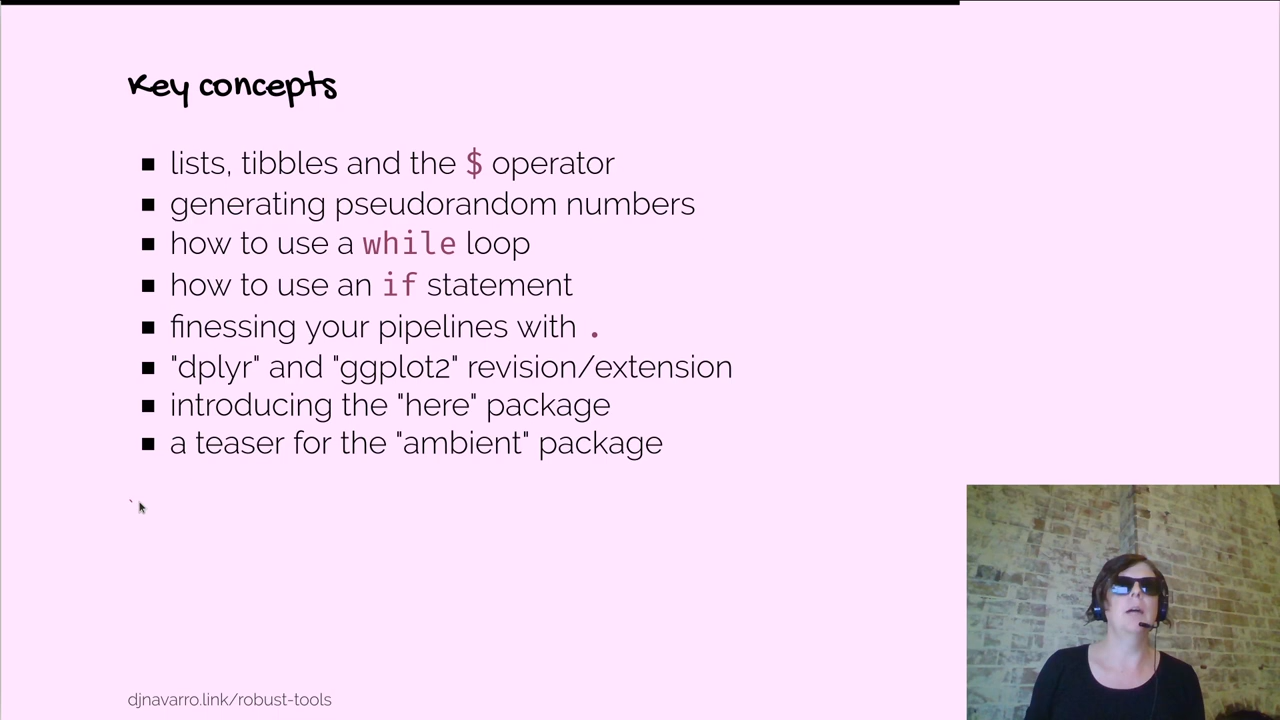 Key concepts
lists, tibbles and the $ operator
generating pseudorandom numbers
how to use a while loop
how to use an if statement
finessing your pipelines with .
"dplyr" and "ggplot2" revision/extension
introducing the "here" package
a teaser for the "ambient" package
`
djnavarro.link/robust-tools